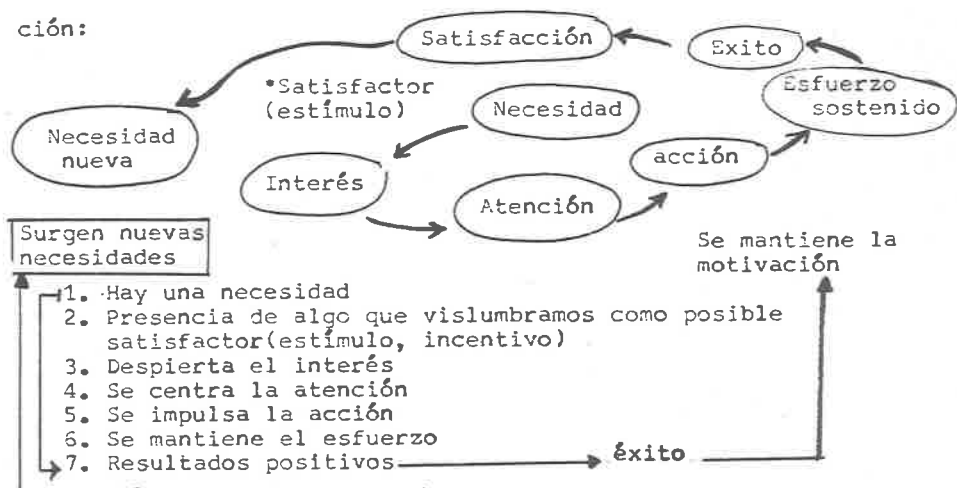 ción:
Satisfacción
Exito
*Satisfactor
(estímulo)
Necesidad
Esfuerzo
sostenido
Necesidad
nueva
Interés
acción
Atención
Surgen nuevas
necesidades
Se mantiene la
motivación
1. Hay una necesidad
2. Presencia de algo que vislumbramos como posible
satisfactor(estímulo, incentivo)
3. Despierta el interés
4. Se centra la atención
5. Se impulsa la acción
6. Se mantiene el esfuerzo
7. Resultados positivos éxito